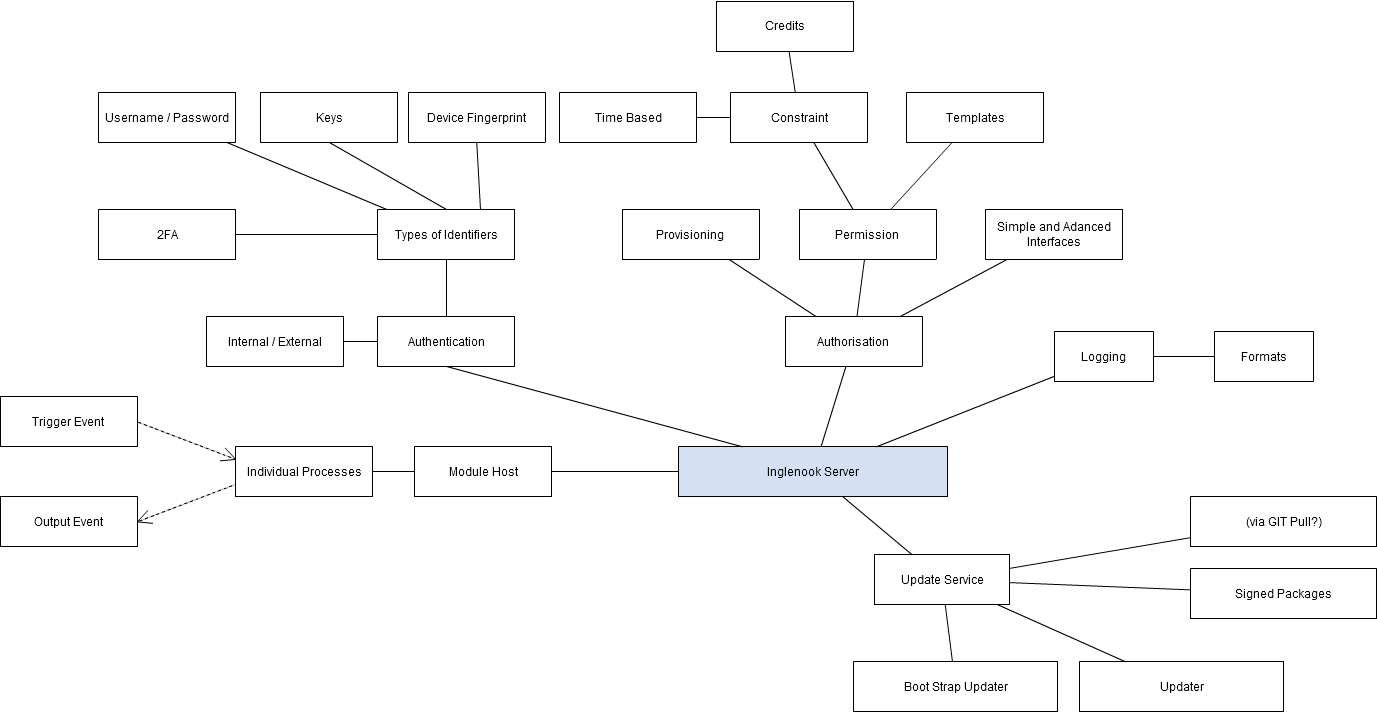 Credits
Username / Password
Keys
Device Fingerprint
Time Based
Constraint
Templates
2FA
Types of Identifiers
Provisioning
Permission
Simple and Adanced
Interfaces
Internal / External
Authentication
Authorisation
Logging
Formats
Trigger Event
Individual Processes
Module Host
Inglenook Server
Output Event
(via GIT Pull?)
Update Service
Signed Packages
Boot Strap Updater
Updater